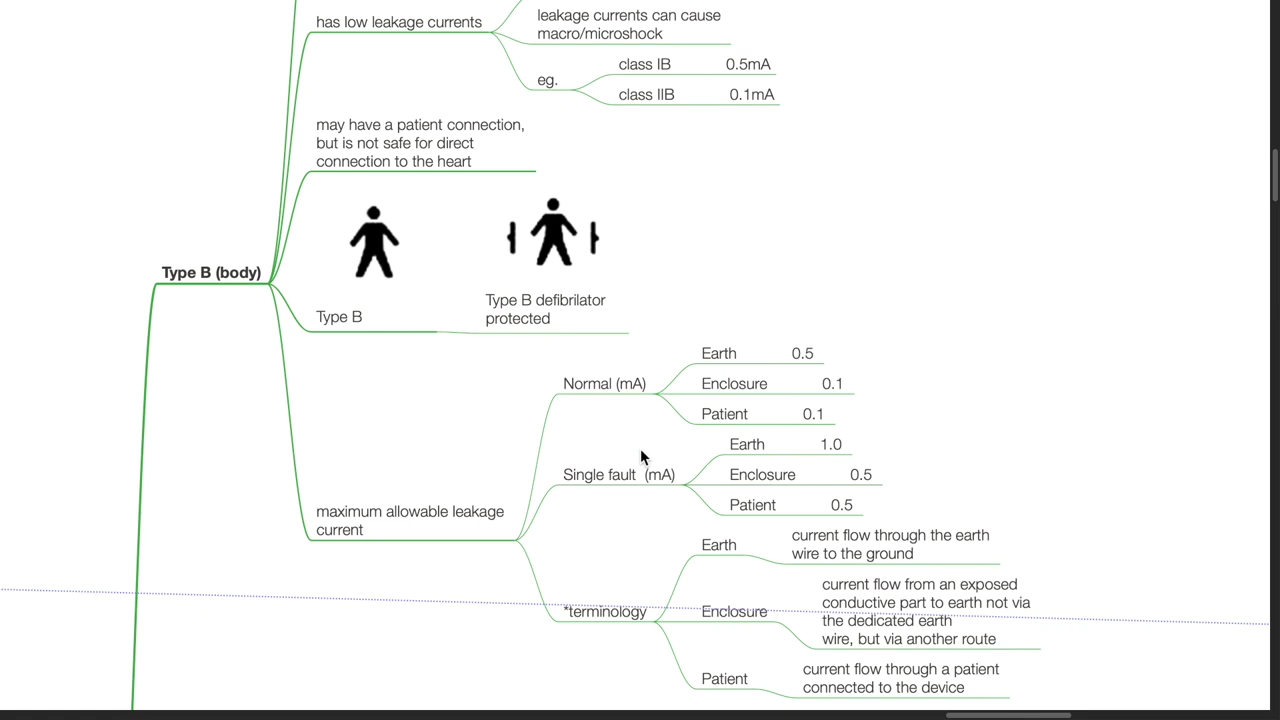 has low leakage currents
leakage currents can cause
macro/microshock
eg.
class IB 0.5mA
class IIB 0.1mA
may have a patient connection,
but is not safe for direct
connection to the heart
Type B (body)
Type B
Type B defibrilator
protected
maximum allowable leakage
current
Normal (mA)
Earth 0.5
Enclosure 0.1
Patient 0.1
Single fault (mA)
Earth 1.0
Enclosure 0.5
Patient 0.5
*terminology
Earth
current flow through the earth
wire to the ground
Enclosure
current flow from an exposed
conductive part to earth not via
the dedicated earth
wire, but via another route
Patient
current flow through a patient
connected to the device